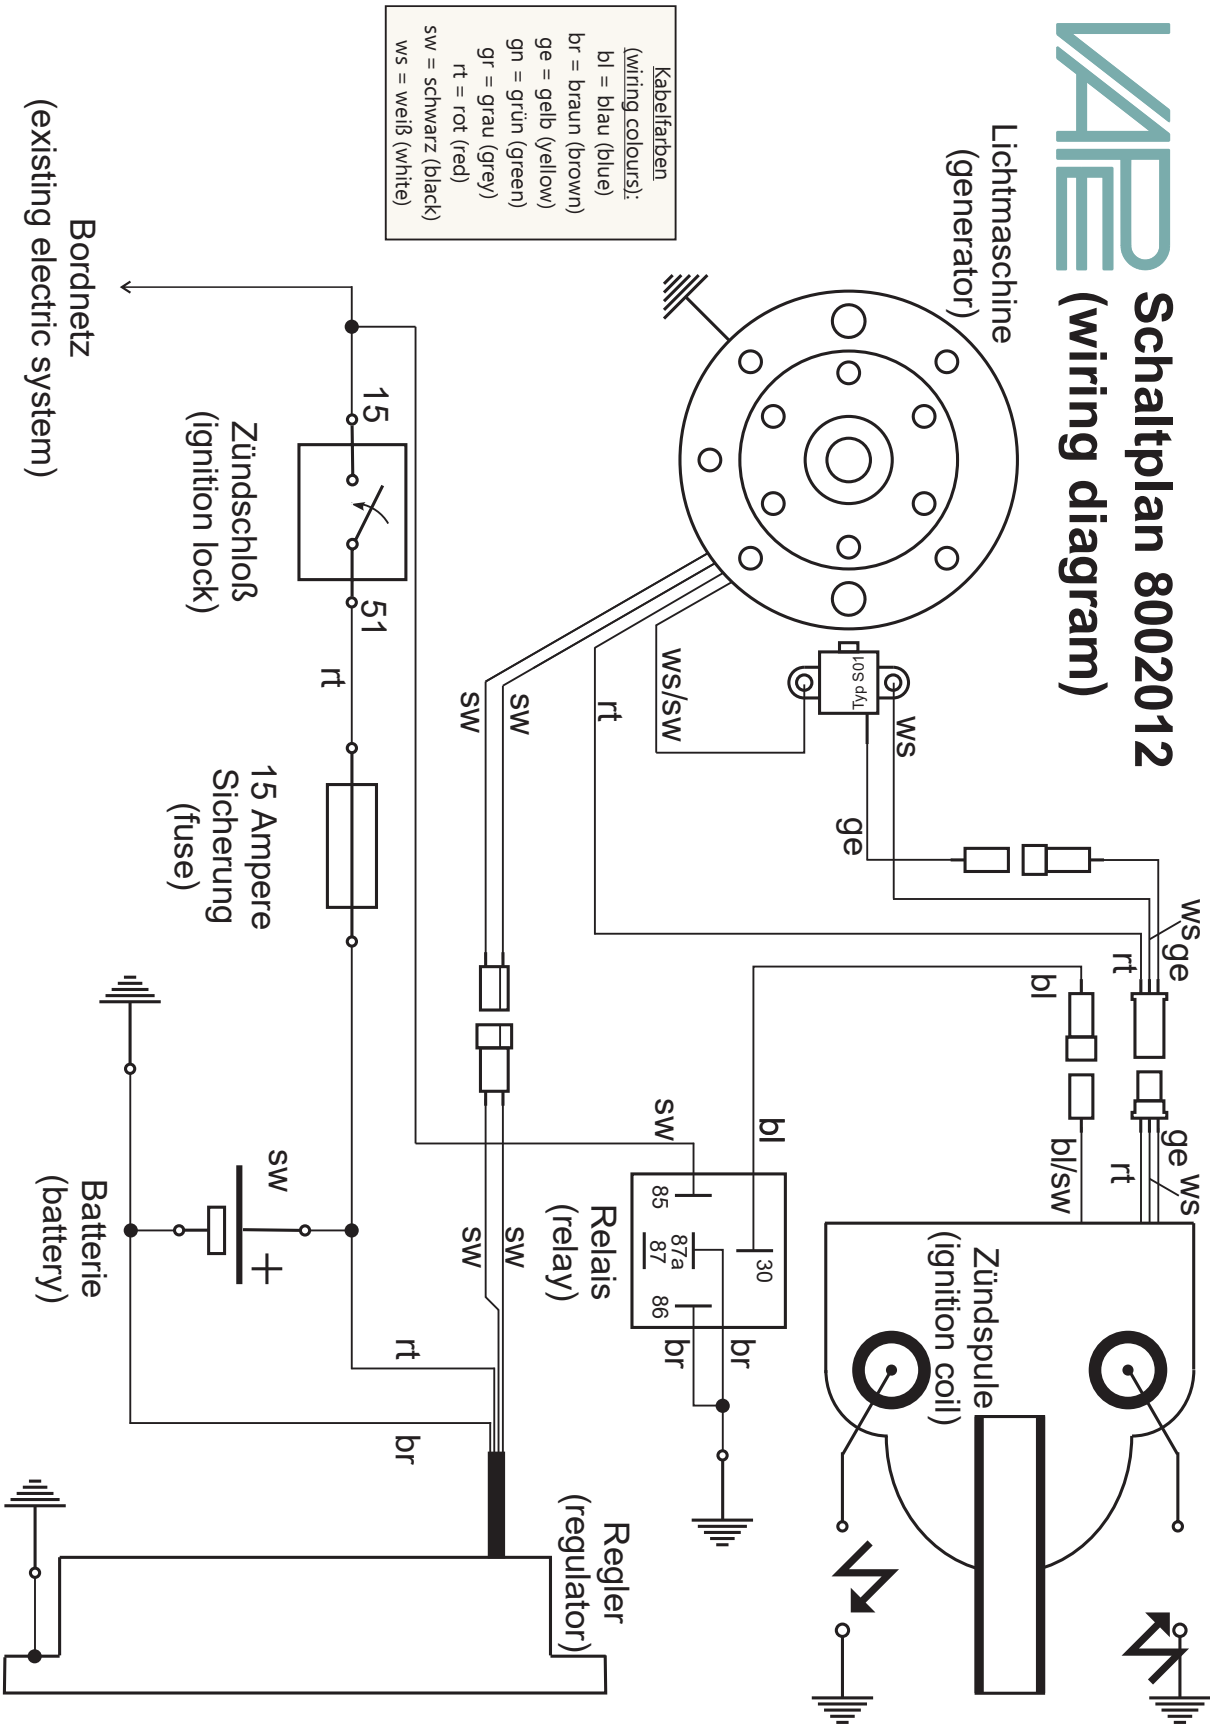 VAPE
Schaltplan 8002012
(wiring diagram)
Lichtmaschine
(generator)
Kabelfarben
(wiring colours):
bl = blau (blue)
br = braun (brown)
ge = gelb (yellow)
gn = grün (green)
gr = grau (grey)
rt = rot (red)
sw = schwarz (black)
ws = weiß (white)
Typ S01
ws
ws/sw
ge
rt
sw
sw
ws
ge
rt
bl
ge
ws
rt
bl/sw
Zündspule
(ignition coil)
bl
sw
30
85
87a
87
86
Relais
(relay)
br
br
sw
sw
15
51
Zündschloß
(ignition lock)
rt
15 Ampere
Sicherung
(fuse)
Bordnetz
(existing electric system)
sw
+
Batterie
(battery)
rt
br
Regler
(regulator)